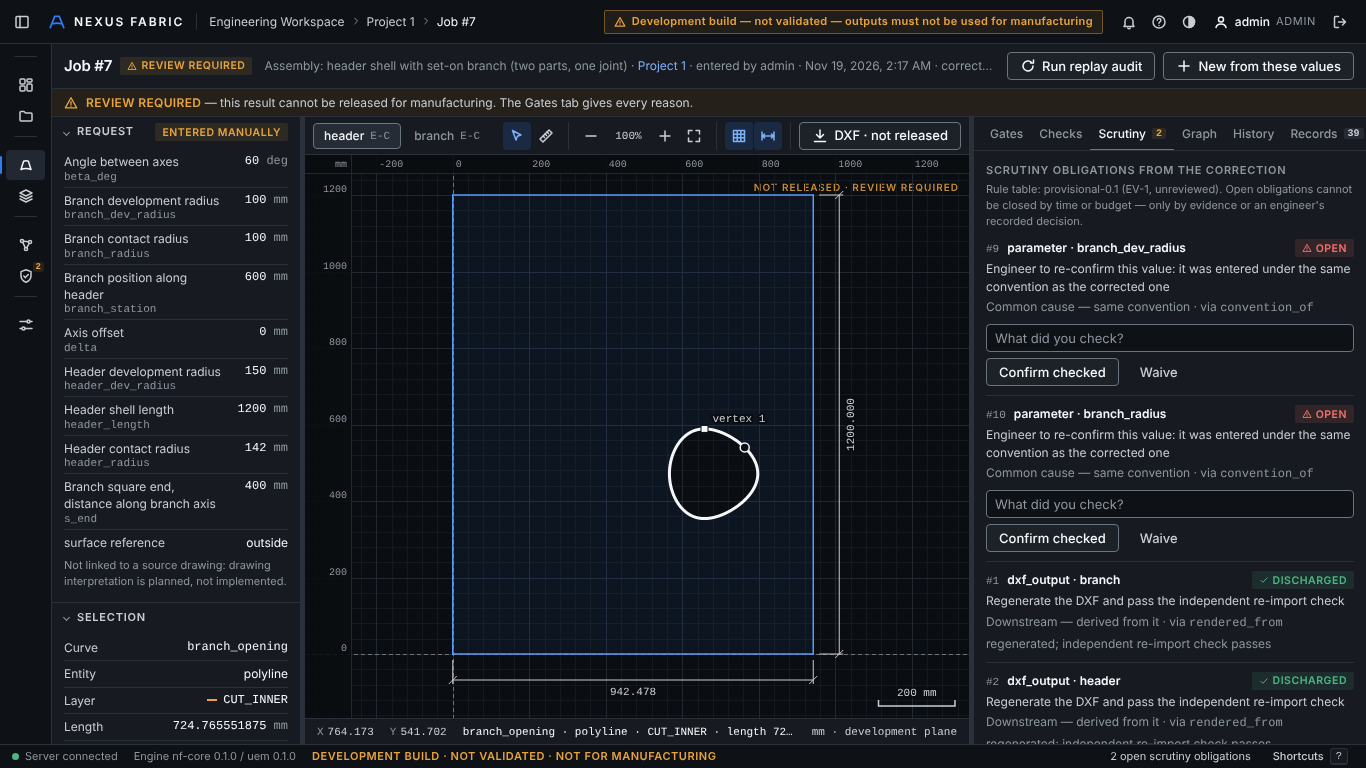 NEXUS FABRIC
Engineering Workspace
Project 1
Job #7
Development build — not validated — outputs must not be used for manufacturing
admin ADMIN
Job #7
REVIEW REQUIRED
Assembly: header shell with set-on branch (two parts, one joint) · Project 1 · entered by admin · Nov 19, 2026, 2:17 AM · correct...
Run replay audit
New from these values
REVIEW REQUIRED — this result cannot be released for manufacturing. The Gates tab gives every reason.
2
REQUEST
ENTERED MANUALLY
Angle between axes 60 deg
beta_deg
Branch development radius 100 mm
branch_dev_radius
Branch contact radius 100 mm
branch_radius
Branch position along 600 mm
header
branch_station
Axis offset 0 mm
delta
Header development radius 150 mm
header_dev_radius
Header shell length 1200 mm
header_length
Header contact radius 142 mm
header_radius
Branch square end, 400 mm
distance along branch axis
s_end
surface reference outside
Not linked to a source drawing: drawing
interpretation is planned, not implemented.
SELECTION
Curve branch_opening
Entity polyline
Layer CUT_INNER
Length 724.765551875 mm
header E-C
branch E-C
100%
DXF · not released
mm -200 0 200 400 600 800 1000 1200
NOT RELEASED · REVIEW REQUIRED
1200
1000
800
600
400
200
0
vertex 1
1200.000
942.478
200 mm
X 764.173 Y 541.702 branch_opening · polyline · CUT_INNER · length 72… mm · development plane
Gates
Checks
Scrutiny 2
Graph
History
Records 39
SCRUTINY OBLIGATIONS FROM THE CORRECTION
Rule table: provisional-0.1 (EV-1, unreviewed). Open obligations cannot
be closed by time or budget — only by evidence or an engineer's
recorded decision.
#9 parameter · branch_dev_radius OPEN
Engineer to re-confirm this value: it was entered under the same
convention as the corrected one
Common cause — same convention · via convention_of
What did you check?
Confirm checked
Waive
#10 parameter · branch_radius OPEN
Engineer to re-confirm this value: it was entered under the same
convention as the corrected one
Common cause — same convention · via convention_of
What did you check?
Confirm checked
Waive
#1 dxf_output · branch DISCHARGED
Regenerate the DXF and pass the independent re-import check
Downstream — derived from it · via rendered_from
regenerated; independent re-import check passes
#2 dxf_output · header DISCHARGED
Regenerate the DXF and pass the independent re-import check
Downstream — derived from it · via rendered_from
regenerated; independent re-import check passes
Server connected
Engine nf-core 0.1.0 / uem 0.1.0
DEVELOPMENT BUILD · NOT VALIDATED · NOT FOR MANUFACTURING
2 open scrutiny obligations
Shortcuts ?